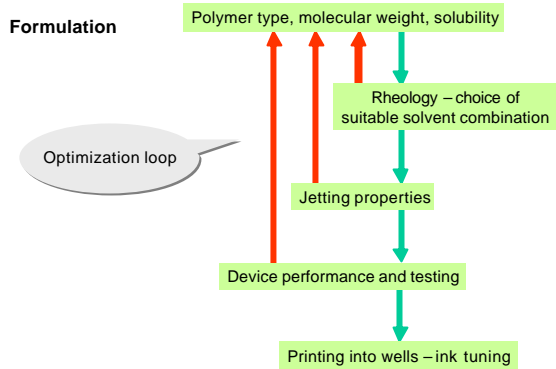 Formulation
Polymer type, molecular weight, solubility
Rheology – choice of
suitable solvent combination
Optimization loop
Jetting properties
Device performance and testing
Printing into wells – ink tuning